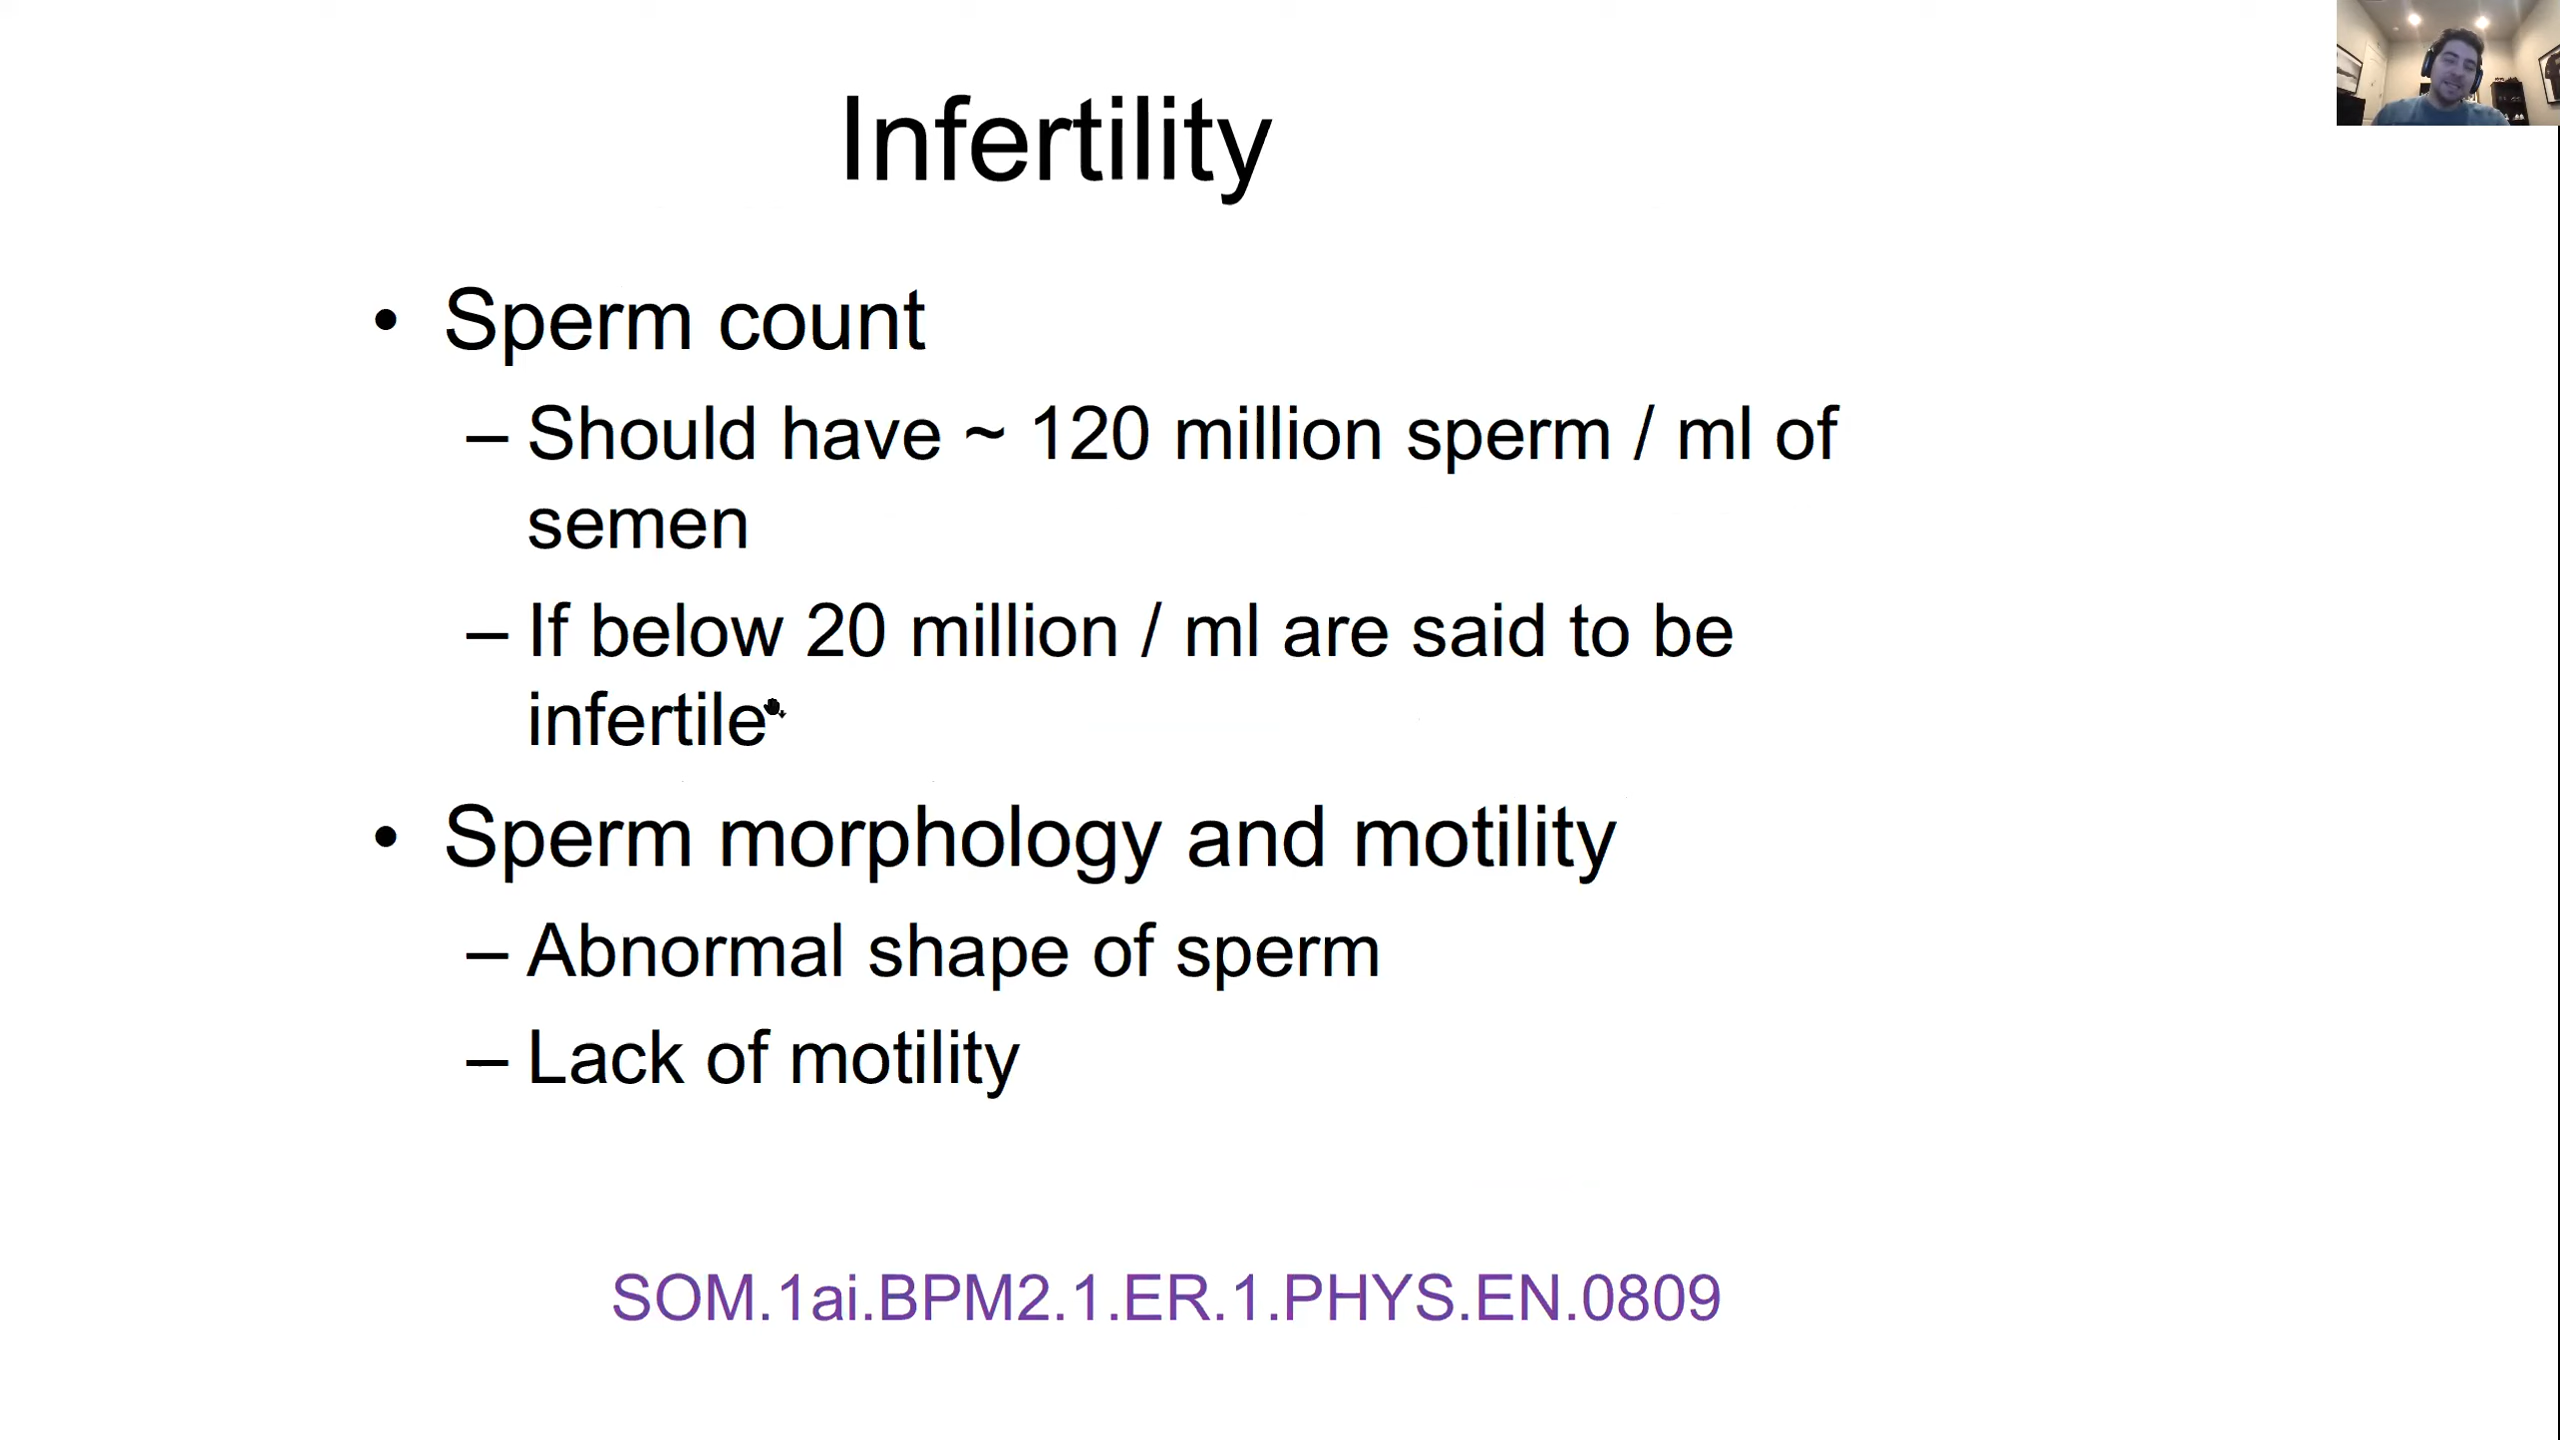 Infertility
• Sperm count
– Should have ~ 120 million sperm / ml of
semen
– If below 20 million / ml are said to be
infertile
• Sperm morphology and motility
– Abnormal shape of sperm
– Lack of motility
SOM.1ai.BPM2.1.ER.1.PHYS.EN.0809